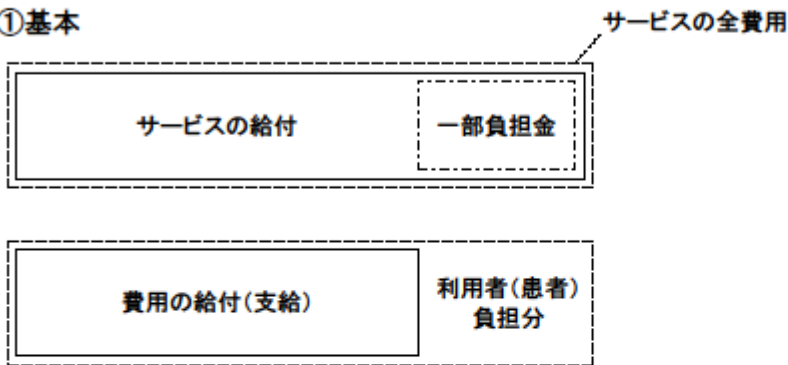 ①基本
サービスの全費用
サービスの給付
一部負担金
費用の給付(支給)
利用者(患者)
負担分